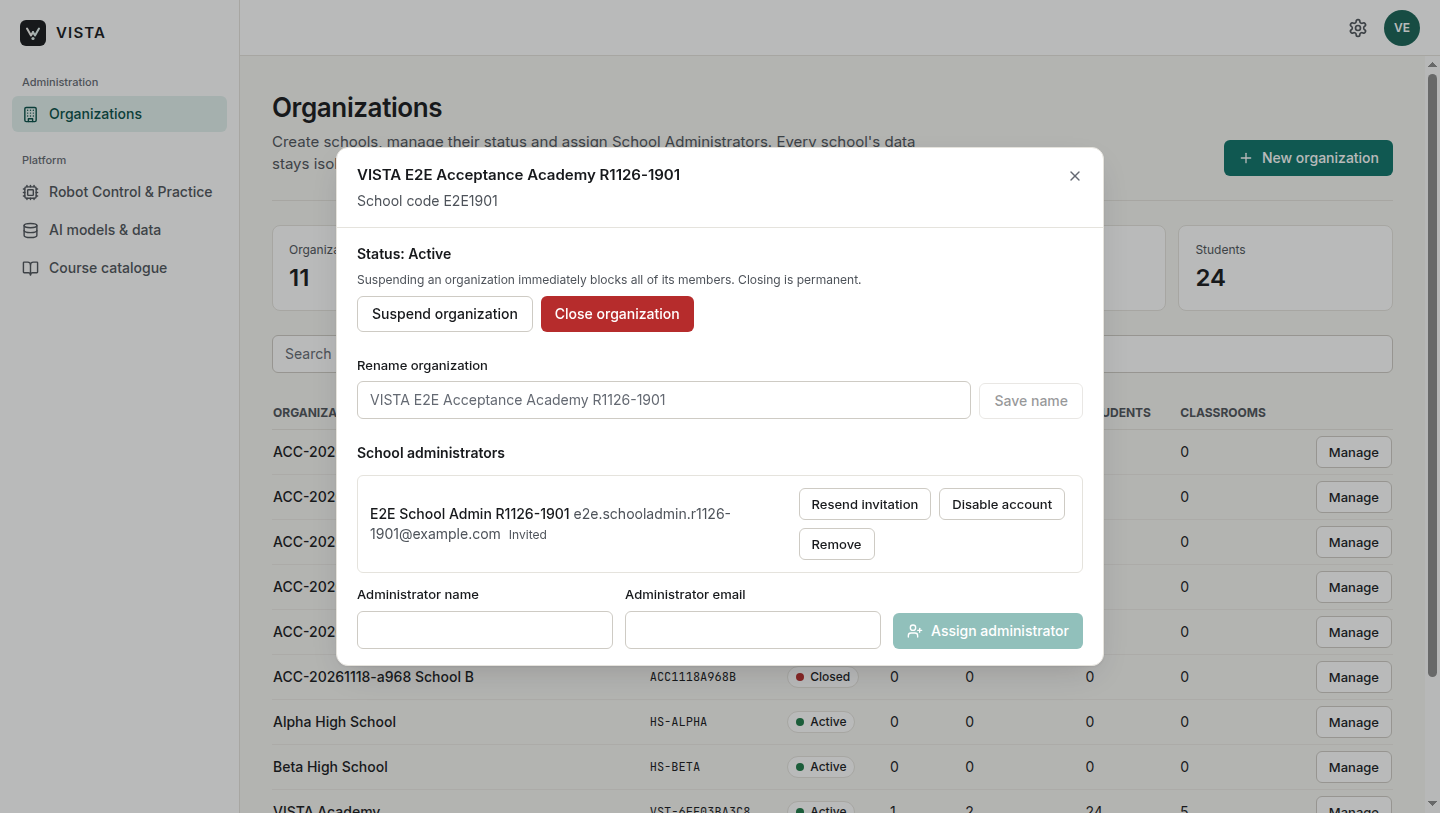 VISTA
VE
Administration
Organizations
Platform
Robot Control & Practice
AI models & data
Course catalogue
Organizations
Create schools, manage their status and assign School Administrators. Every school's data
stays
New organization
11
Students
24
Search
VISTA E2E Acceptance Academy R1126-1901
School code E2E1901
Status: Active
Suspending an organization immediately blocks all of its members. Closing is permanent.
Suspend organization
Close organization
Rename organization
VISTA E2E Acceptance Academy R1126-1901
Save name
School administrators
E2E School Admin R1126-1901 e2e.schooladmin.r1126-
1901@example.com Invited
Resend invitation
Disable account
Remove
Administrator name
Administrator email
Assign administrator
CLASSROOMS
ACC-202 0 Manage
ACC-202 0 Manage
ACC-202 0 Manage
ACC-202 0 Manage
ACC-202 0 Manage
ACC-20261118-a968 School B ACC1118A968B Closed 0 0 0 0 Manage
Alpha High School HS-ALPHA Active 0 0 0 0 Manage
Beta High School HS-BETA Active 0 0 0 0 Manage
VISTA Academy VST-6EE03BA3C8 Active 1 2 24 5 Manage